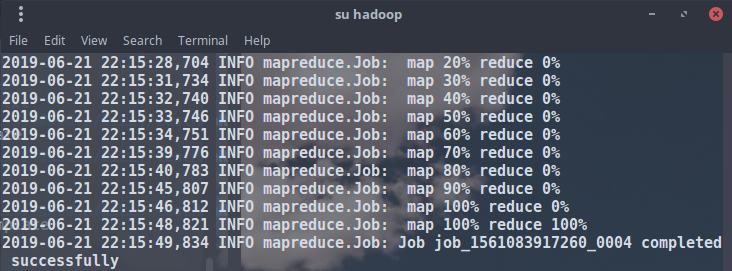 su hadoop
File Edit View Search Terminal Help
2019-06-21 22:15:28,704 INFO mapreduce.Job:  map 20% reduce 0%
2019-06-21 22:15:31,734 INFO mapreduce.Job:  map 30% reduce 0%
2019-06-21 22:15:32,740 INFO mapreduce.Job:  map 40% reduce 0%
2019-06-21 22:15:33,746 INFO mapreduce.Job:  map 50% reduce 0%
2019-06-21 22:15:34,751 INFO mapreduce.Job:  map 60% reduce 0%
2019-06-21 22:15:39,776 INFO mapreduce.Job:  map 70% reduce 0%
2019-06-21 22:15:40,783 INFO mapreduce.Job:  map 80% reduce 0%
2019-06-21 22:15:45,807 INFO mapreduce.Job:  map 90% reduce 0%
2019-06-21 22:15:46,812 INFO mapreduce.Job:  map 100% reduce 0%
2019-06-21 22:15:48,821 INFO mapreduce.Job:  map 100% reduce 100%
2019-06-21 22:15:49,834 INFO mapreduce.Job: Job job_1561083917260_0004 completed
 successfully